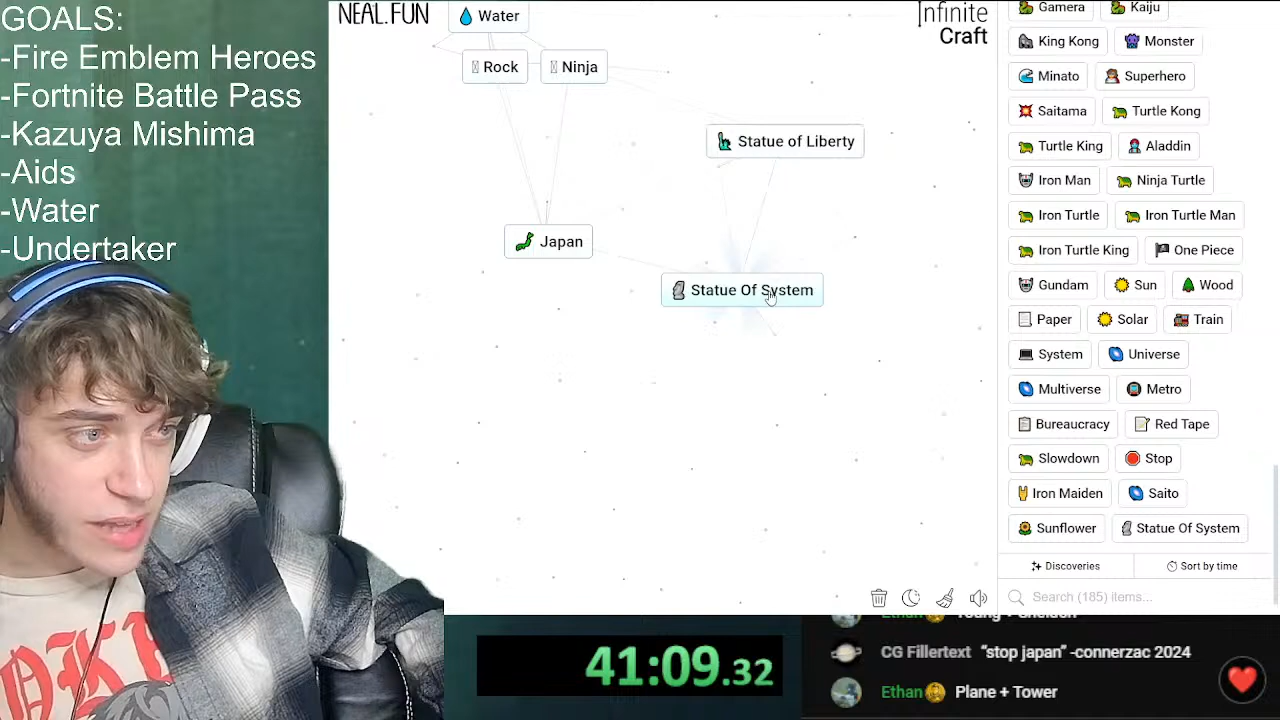 GOALS:
-Fire Emblem Heroes
-Fortnite Battle Pass
-Kazuya Mishima
-Aids
-Water
-Undertaker
NEAL.FUN
Infinite
Craft
Water
Rock
Ninja
Statue of Liberty
Japan
Statue Of System
Gamera
Kaiju
King Kong
Monster
Minato
Superhero
Saitama
Turtle Kong
Turtle King
Aladdin
Iron Man
Ninja Turtle
Iron Turtle
Iron Turtle Man
Iron Turtle King
One Piece
Gundam
Sun
Wood
Paper
Solar
Train
System
Universe
Multiverse
Metro
Bureaucracy
Red Tape
Slowdown
Stop
Iron Maiden
Saito
Sunflower
Statue Of System
Discoveries
Sort by time
Search (185) items...
41:09.32
Ethan Young + Sheldon
CG Fillertext “stop japan” -connerzac 2024
Ethan Plane + Tower